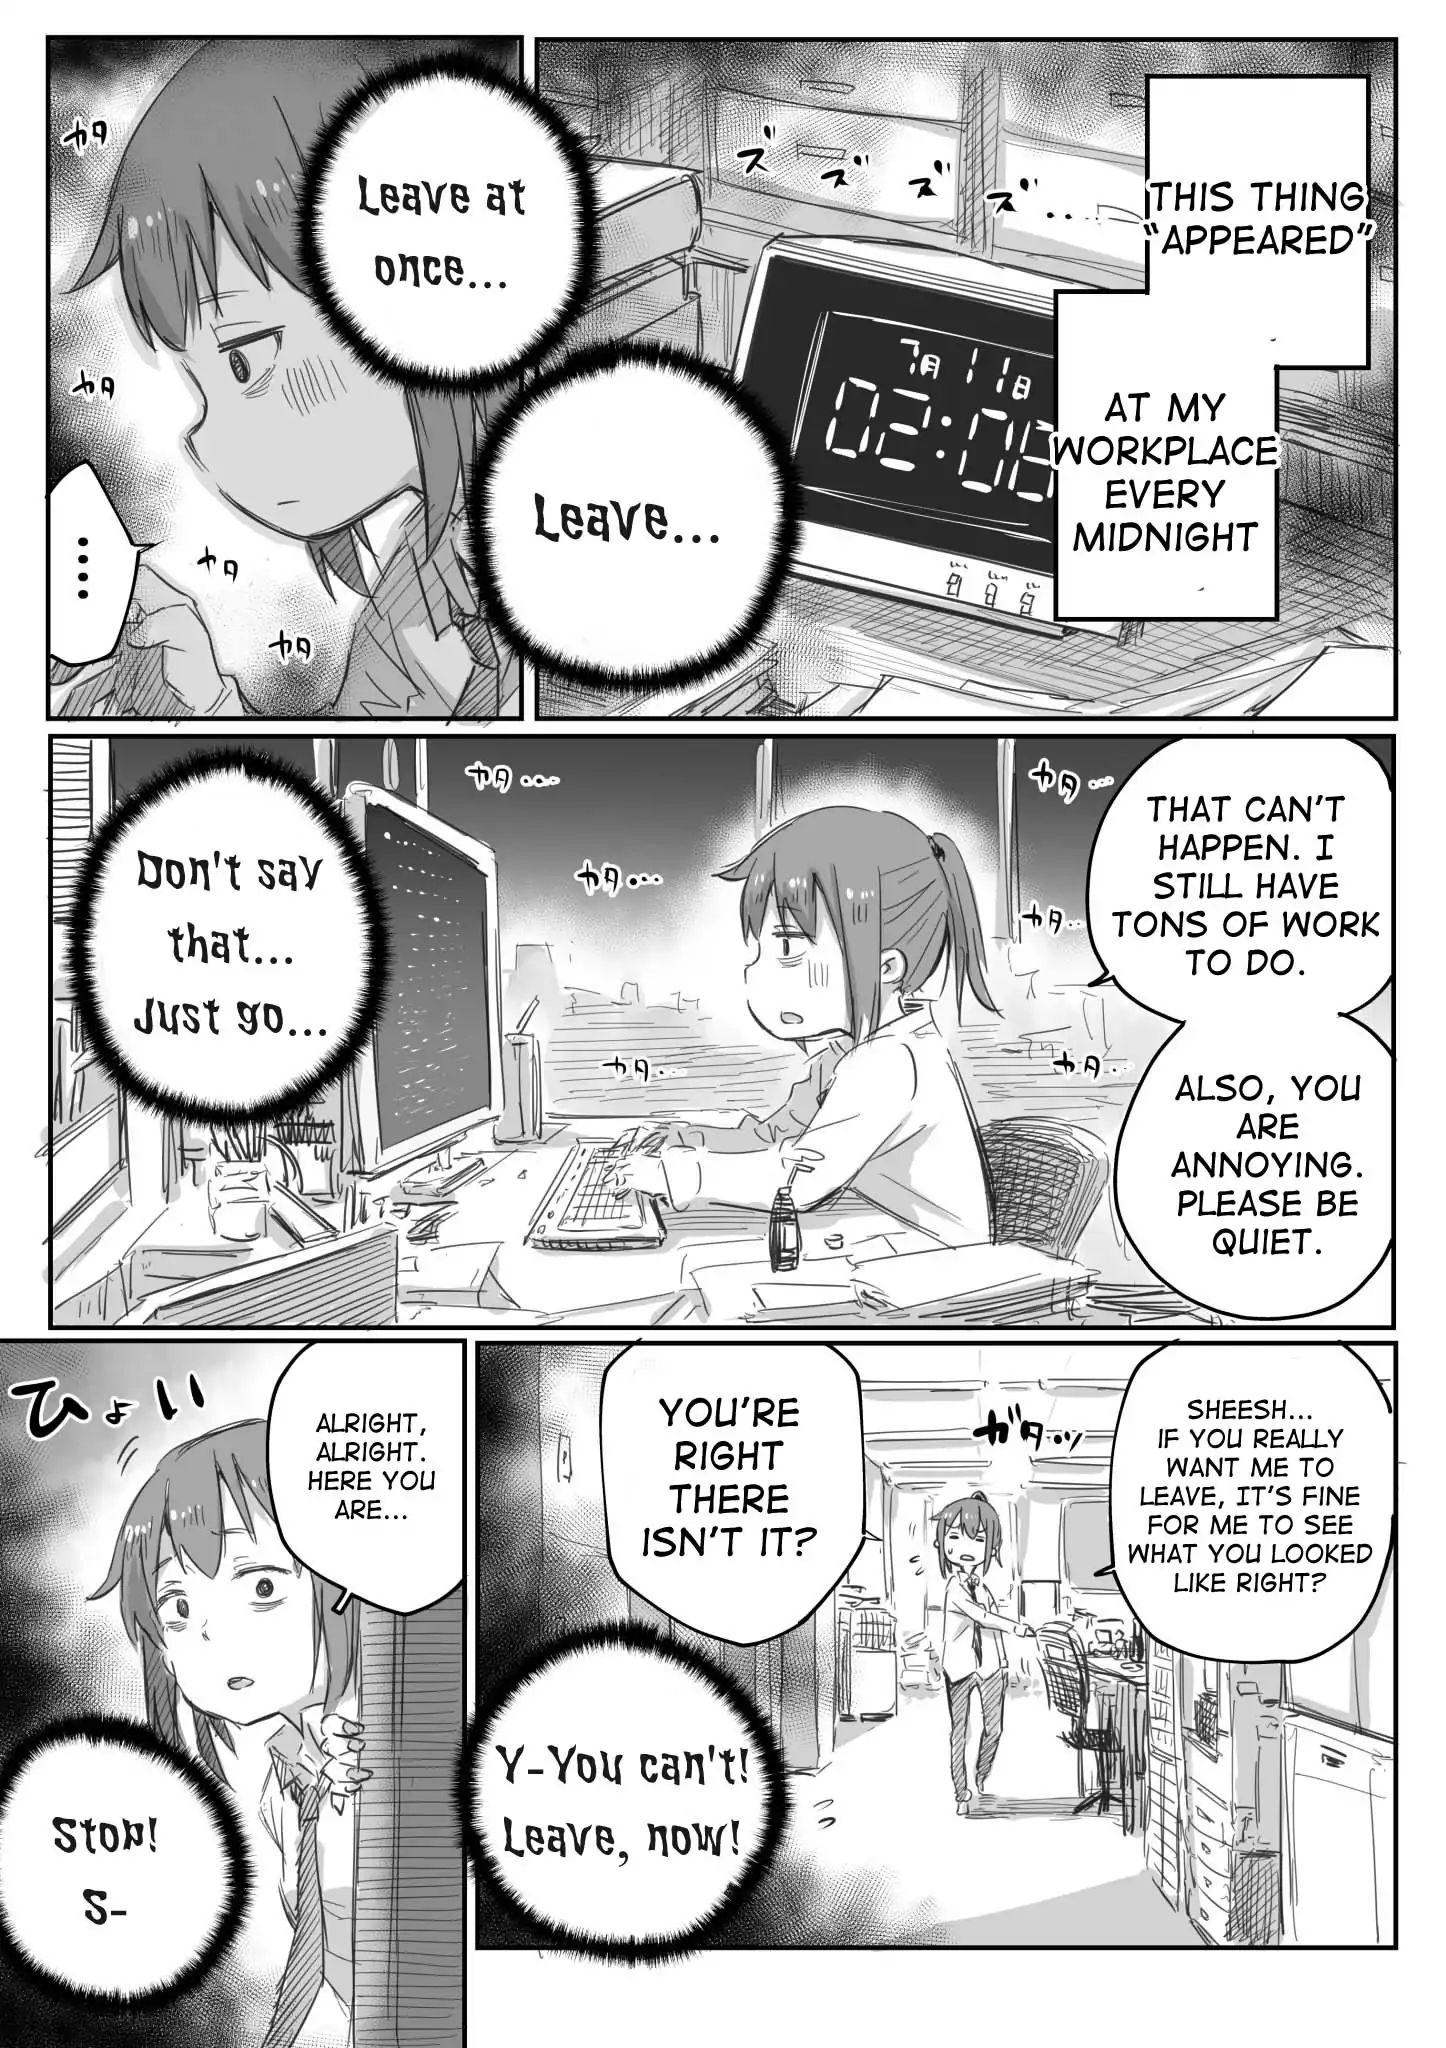 THIS THING
“APPEARED”
AT MY
WORKPLACE
EVERY
MIDNIGHT
ズ
ズ
ズ
ズ...
7月11日
Leave...
Leave at
once...
カタ
カタ
カタ
カタ
....
THAT CAN'T
HAPPEN. I
STILL HAVE
TONS OF WORK
TO DO.
ALSO, YOU
ARE
ANNOYING.
PLEASE BE
QUIET.
カタ...
カタ...
カタ...
カタ...
カタ...
カタ...
Don't say
that...
Just go...
SHEESH...
IF YOU REALLY
WANT ME TO
LEAVE, IT'S FINE
FOR ME TO SEE
WHAT YOU LOOKED
LIKE RIGHT?
ガタッ
YOU'RE
RIGHT
THERE
ISN'T IT?
Y-You can't!
Leave, now!
ALRIGHT,
ALRIGHT.
HERE YOU
ARE...
ひょい
Stop!
S-